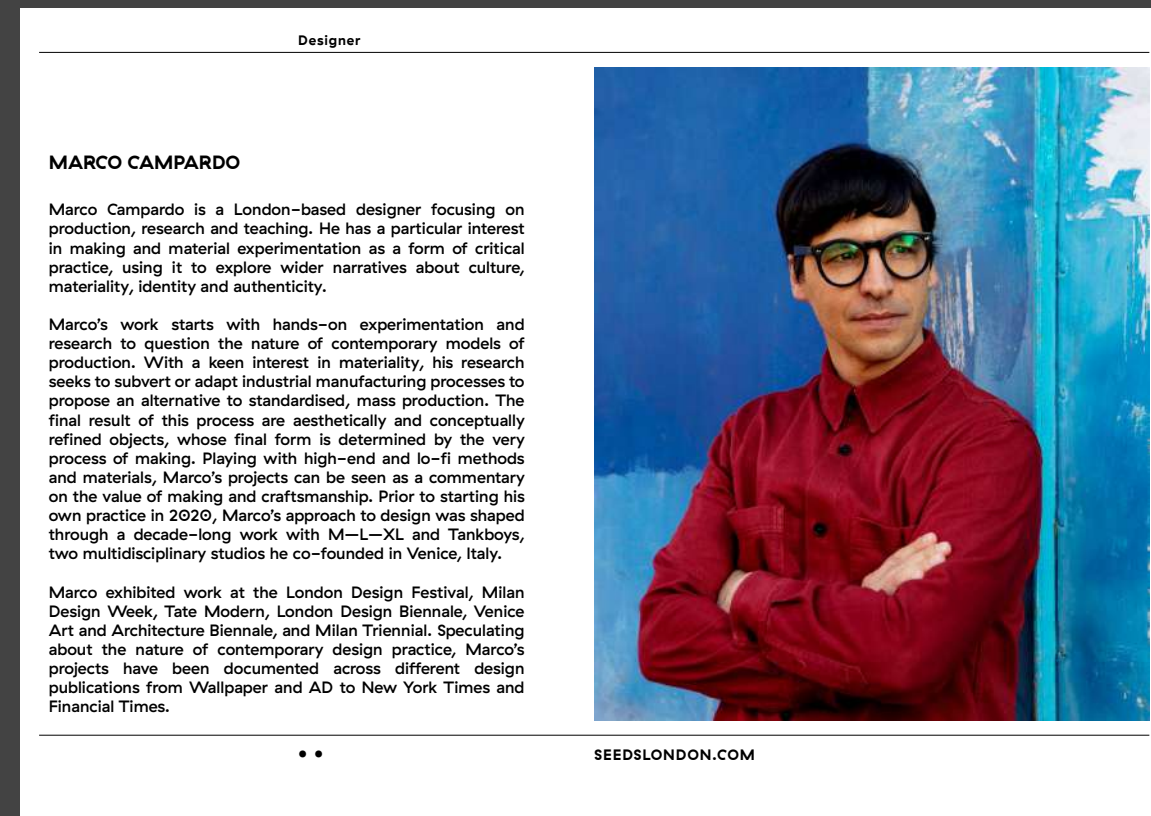 Designer
MARCO CAMPARDO
Marco Campardo is a London-based designer focusing on
production, research and teaching. He has a particular interest
in making and material experimentation as a form of critical
practice, using it to explore wider narratives about culture,
materiality, identity and authenticity.
Marco's work starts with hands-on experimentation and
research to question the nature of contemporary models of
production. With a keen interest in materiality, his research
seeks to subvert or adapt industrial manufacturing processes to
propose an alternative to standardised, mass production. The
final result of this process are aesthetically and conceptually
refined objects, whose final form is determined by the very
process of making. Playing with high-end and lo-fi methods
and materials, Marco's projects can be seen as a commentary
on the value of making and craftsmanship. Prior to starting his
own practice in 2020, Marco's approach to design was shaped
through a decade-long work with M—L—XL and Tankboys,
two multidisciplinary studios he co-founded in Venice, Italy.
Marco exhibited work at the London Design Festival, Milan
Design Week, Tate Modern, London Design Biennale, Venice
Art and Architecture Biennale, and Milan Triennial. Speculating
about the nature of contemporary design practice, Marco's
projects have been documented across different design
publications from Wallpaper and AD to New York Times and
Financial Times.
SEEDSLONDON.COM